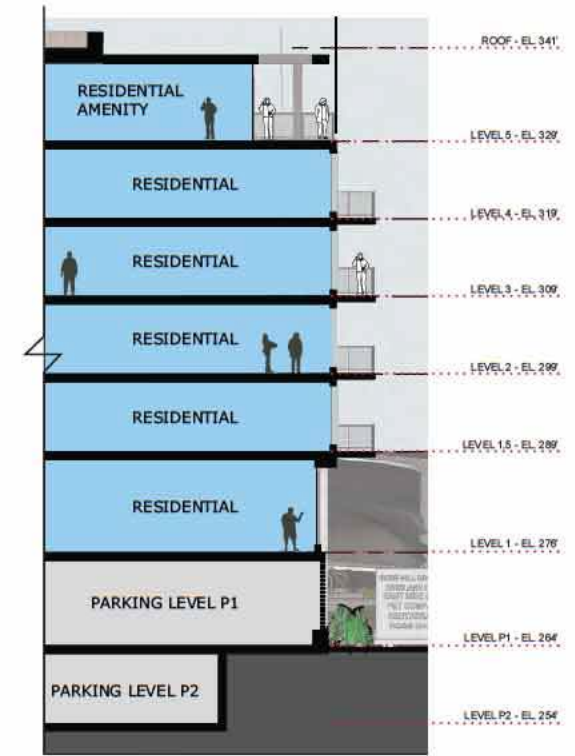 ROOF - EL 341'
RESIDENTIAL
AMENITY
LEVEL 5 - EL 329'
RESIDENTIAL
LEVEL 4 - EL 319'
RESIDENTIAL
LEVEL 3 - EL 309'
RESIDENTIAL
LEVEL 2 - EL 299'
RESIDENTIAL
LEVEL 1.5 - EL 289'
RESIDENTIAL
LEVEL 1 - EL 276'
PARKING LEVEL P1
LEVEL P1 - EL 264'
PARKING LEVEL P2
LEVEL P2 - EL 254'